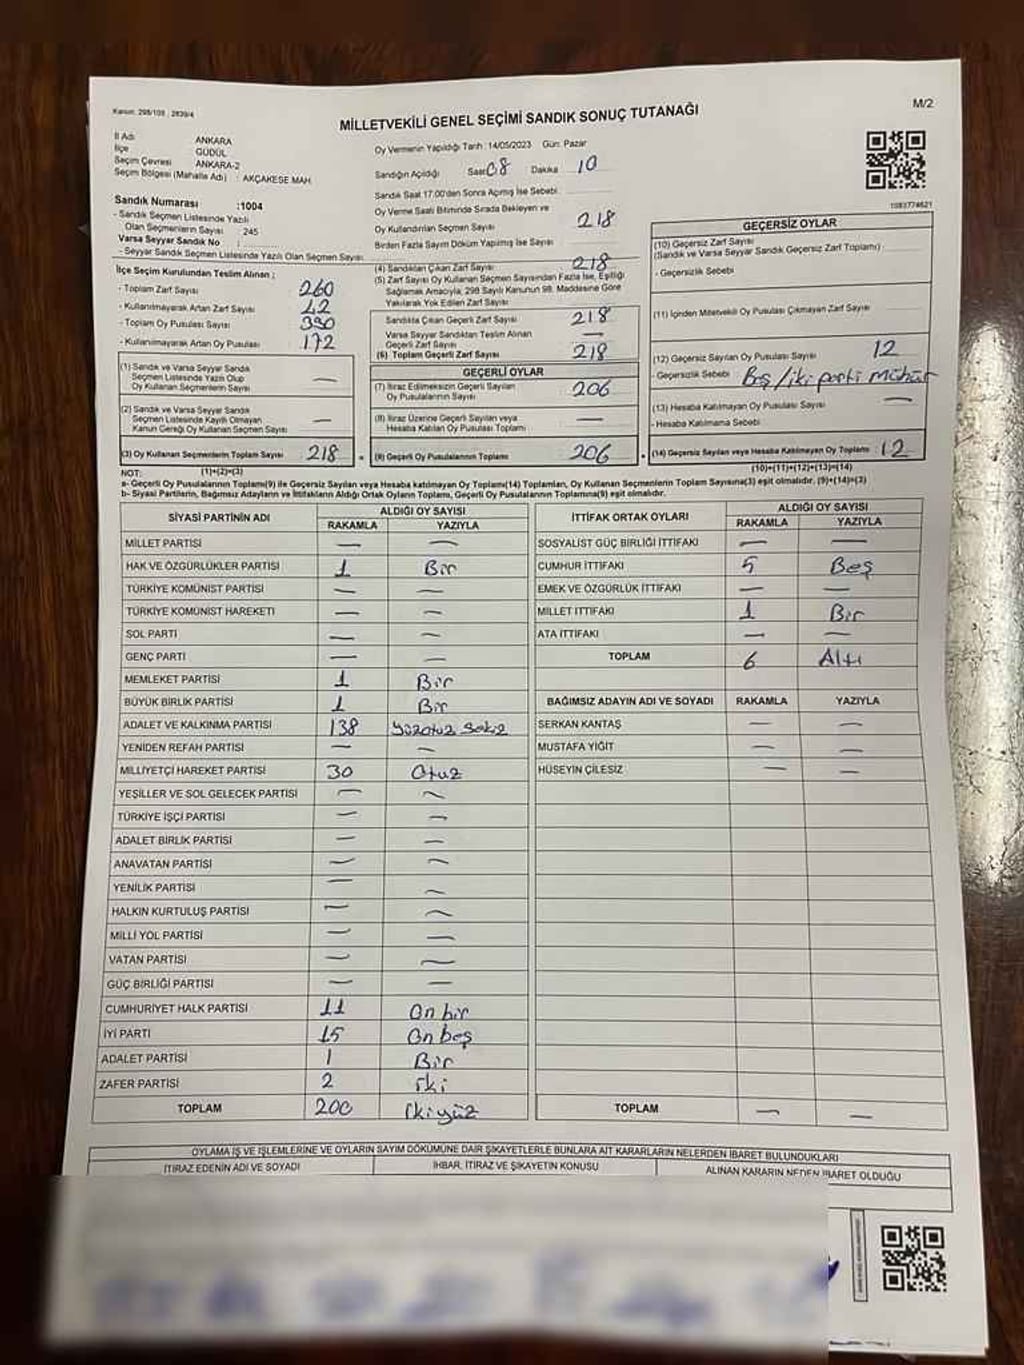 Kanun: 298/105 , 2839/4
MİLLETVEKİLİ GENEL SEÇİMİ SANDIK SONUÇ TUTANAĞI
M/2
İl Adı : ANKARA
İlçe GÜDÜL
Seçim Çevresi ANKARA-2
Seçim Bölgesi (Mahalle Adı) : AKÇAKESE MAH.
Sandık Numarası :1004
- Sandık Seçmen Listesinde Yazılı
Olan Seçmenlerin Sayısı 245
Varsa Seyyar Sandık No :
- Seyyar Sandık Seçmen Listesinde Yazılı Olan Seçmen Sayısı
Oy Vermenin Yapıldığı Tarih :14/05/2023 Gün: Pazar
Sandığın Açıldığı Saat 08 Dakika 10
Sandık Saat 17.00'den Sonra Açılmış İse Sebebi
Oy Verme Saati Bitiminde Sırada Bekleyen ve
Oy Kullandırılan Seçmen Sayısı 218
Birden Fazla Sayım Döküm Yapılmış İse Sayısı
1083774621
İlçe Seçim Kurulundan Teslim Alınan ;
- Toplam Zarf Sayısı 260
- Kullanılmayarak Artan Zarf Sayısı 42
- Toplam Oy Pusulası Sayısı 390
- Kullanılmayarak Artan Oy Pusulası 172
(1) Sandık ve Varsa Seyyar Sandık
Seçmen Listesinde Yazılı Olup
Oy Kullanan Seçmenlerin Sayısı —
(2) Sandık ve Varsa Seyyar Sandık
Seçmen Listesinde Kayıtlı Olmayan
Kanun Gereği Oy Kullanan Seçmen Sayısı —
(3) Oy Kullanan Seçmenlerin Toplam Sayısı 218
(4) Sandıktan Çıkan Zarf Sayısı 218
(5) Zarf Sayısı Oy Kullanan Seçmen Sayısından Fazla İse, Eşitliği
Sağlamak Amacıyla, 298 Sayılı Kanunun 98. Maddesine Göre
Yakılarak Yok Edilen Zarf Sayısı
Sandıkta Çıkan Geçerli Zarf Sayısı 218
Varsa Seyyar Sandıktan Teslim Alınan
Geçerli Zarf Sayısı —
(6) Toplam Geçerli Zarf Sayısı 218
GEÇERLİ OYLAR
(7) İtiraz Edilmeksizin Geçerli Sayılan
Oy Pusulalarının Sayısı 206
(8) İtiraz Üzerine Geçerli Sayılan veya
Hesaba Katılan Oy Pusulası Toplamı —
(9) Geçerli Oy Pusulalarının Toplamı 206
GEÇERSİZ OYLAR
(10) Geçersiz Zarf Sayısı
(Sandık ve Varsa Seyyar Sandık Geçersiz Zarf Toplamı)
- Geçersizlik Sebebi
(11) İçinden Milletvekili Oy Pusulası Çıkmayan Zarf Sayısı
(12) Geçersiz Sayılan Oy Pusulası Sayısı 12
- Geçersizlik Sebebi Boş/iki parti Mühür
(13) Hesaba Katılmayan Oy Pusulası Sayısı —
- Hesaba Katılmama Sebebi
(14) Geçersiz Sayılan veya Hesaba Katılmayan Oy Toplamı : 12
NOT: (1)+(2)=(3) (10)+(11)+(12)+(13)=(14)
a- Geçerli Oy Pusulalarının Toplamı(9) ile Geçersiz Sayılan veya Hesaba katılmayan Oy Toplamı(14) Toplamları, Oy Kullanan Seçmenlerin Toplam Sayısına(3) eşit olmalıdır. (9)+(14)=(3)
b- Siyasi Partilerin, Bağımsız Adayların ve İttifakların Aldığı Ortak Oyların Toplamı, Geçerli Oy Pusulalarının Toplamına(9) eşit olmalıdır.
SİYASİ PARTİNİN ADI ALDIĞI OY SAYISI
RAKAMLA YAZIYLA
MİLLET PARTİSİ — —
HAK VE ÖZGÜRLÜKLER PARTİSİ 1 Bir
TÜRKİYE KOMÜNİST PARTİSİ — —
TÜRKİYE KOMÜNİST HAREKETİ — —
SOL PARTİ — —
GENÇ PARTİ — —
MEMLEKET PARTİSİ 1 Bir
BÜYÜK BİRLİK PARTİSİ 1 Bir
ADALET VE KALKINMA PARTİSİ 138 Yüzotuz Sekiz
YENİDEN REFAH PARTİSİ — —
MİLLİYETÇİ HAREKET PARTİSİ 30 Otuz
YEŞİLLER VE SOL GELECEK PARTİSİ — —
TÜRKİYE İŞÇİ PARTİSİ — —
ADALET BİRLİK PARTİSİ — —
ANAVATAN PARTİSİ — —
YENİLİK PARTİSİ — —
HALKIN KURTULUŞ PARTİSİ — —
MİLLİ YOL PARTİSİ — —
VATAN PARTİSİ — —
GÜÇ BİRLİĞİ PARTİSİ — —
CUMHURİYET HALK PARTİSİ 11 On bir
İYİ PARTİ 15 On beş
ADALET PARTİSİ 1 Bir
ZAFER PARTİSİ 2 iki
TOPLAM 200 ikiyüz
İTTİFAK ORTAK OYLARI ALDIĞI OY SAYISI
RAKAMLA YAZIYLA
SOSYALİST GÜÇ BİRLİĞİ İTTİFAKI — —
CUMHUR İTTİFAKI 5 Beş
EMEK VE ÖZGÜRLÜK İTTİFAKI — —
MİLLET İTTİFAKI 1 Bir
ATA İTTİFAKI — —
TOPLAM 6 Altı
BAĞIMSIZ ADAYIN ADI VE SOYADI RAKAMLA YAZIYLA
SERKAN KANTAŞ — —
MUSTAFA YİĞİT — —
HÜSEYİN ÇİLESİZ — —
TOPLAM — —
OYLAMA İŞ VE İŞLEMLERİNE VE OYLARIN SAYIM DÖKÜMÜNE DAİR ŞİKAYETLERLE BUNLARA AİT KARARLARIN NELERDEN İBARET BULUNDUKLARI
İTİRAZ EDENİN ADI VE SOYADI İHBAR, İTİRAZ VE ŞİKAYETİN KONUSU ALINAN KARARIN NEDEN İBARET OLDUĞU